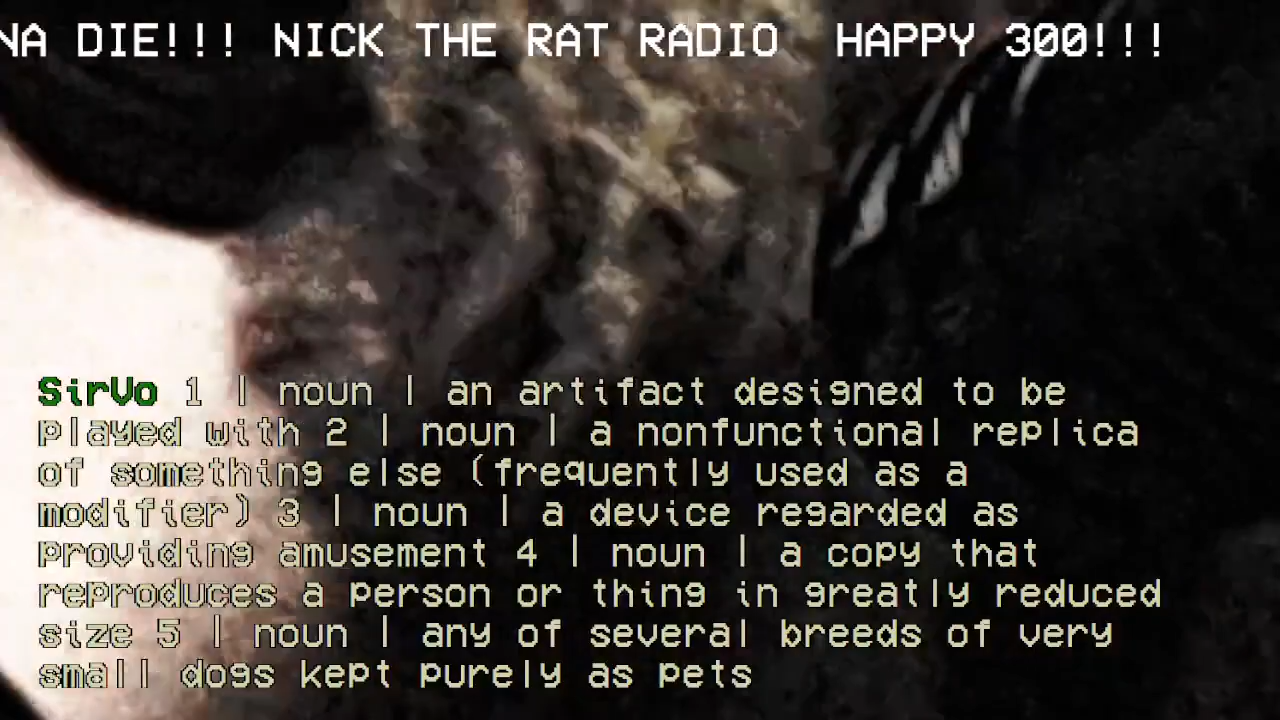 NA DIE!!! NICK THE RAT RADIO HAPPY 300!!!
SirVo 1 | noun | an artifact designed to be
played with 2 | noun | a nonfunctional replica
of something else (frequently used as a
modifier) 3 | noun | a device regarded as
providing amusement 4 | noun | a copy that
reproduces a person or thing in greatly reduced
size 5 | noun | any of several breeds of very
small dogs kept purely as pets